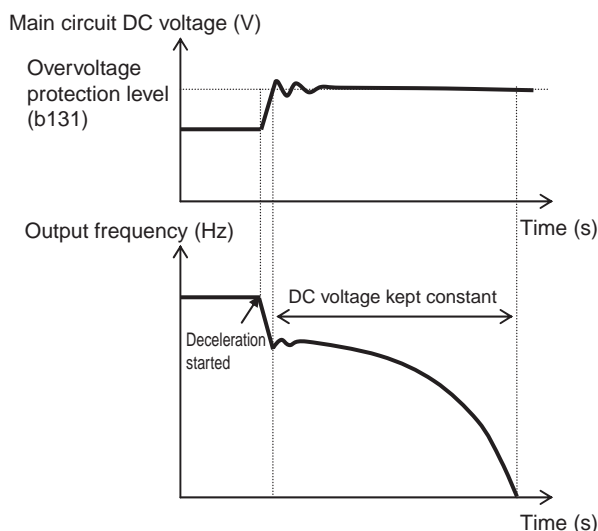 Main circuit DC voltage (V)
Overvoltage
protection level
(b131)
Time (s)
Output frequency (Hz)
DC voltage kept constant
Deceleration
started
Time (s)